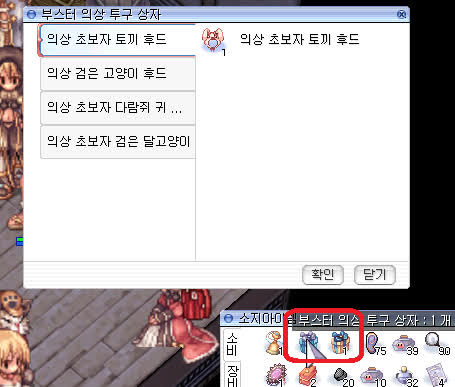 부스터 의상 투구 상자
의상 초보자 토끼 후드
1
의상 초보자 토끼 후드
의상 검은 고양이 후드
의상 초보자 다람쥐 귀 ...
의상 초보자 검은 달고양이
확인 닫기
소지아이 부스터 의상 투구 상자 : 1 개
소비
1 1 75 39 90
장비
1 2 20 10 32 4